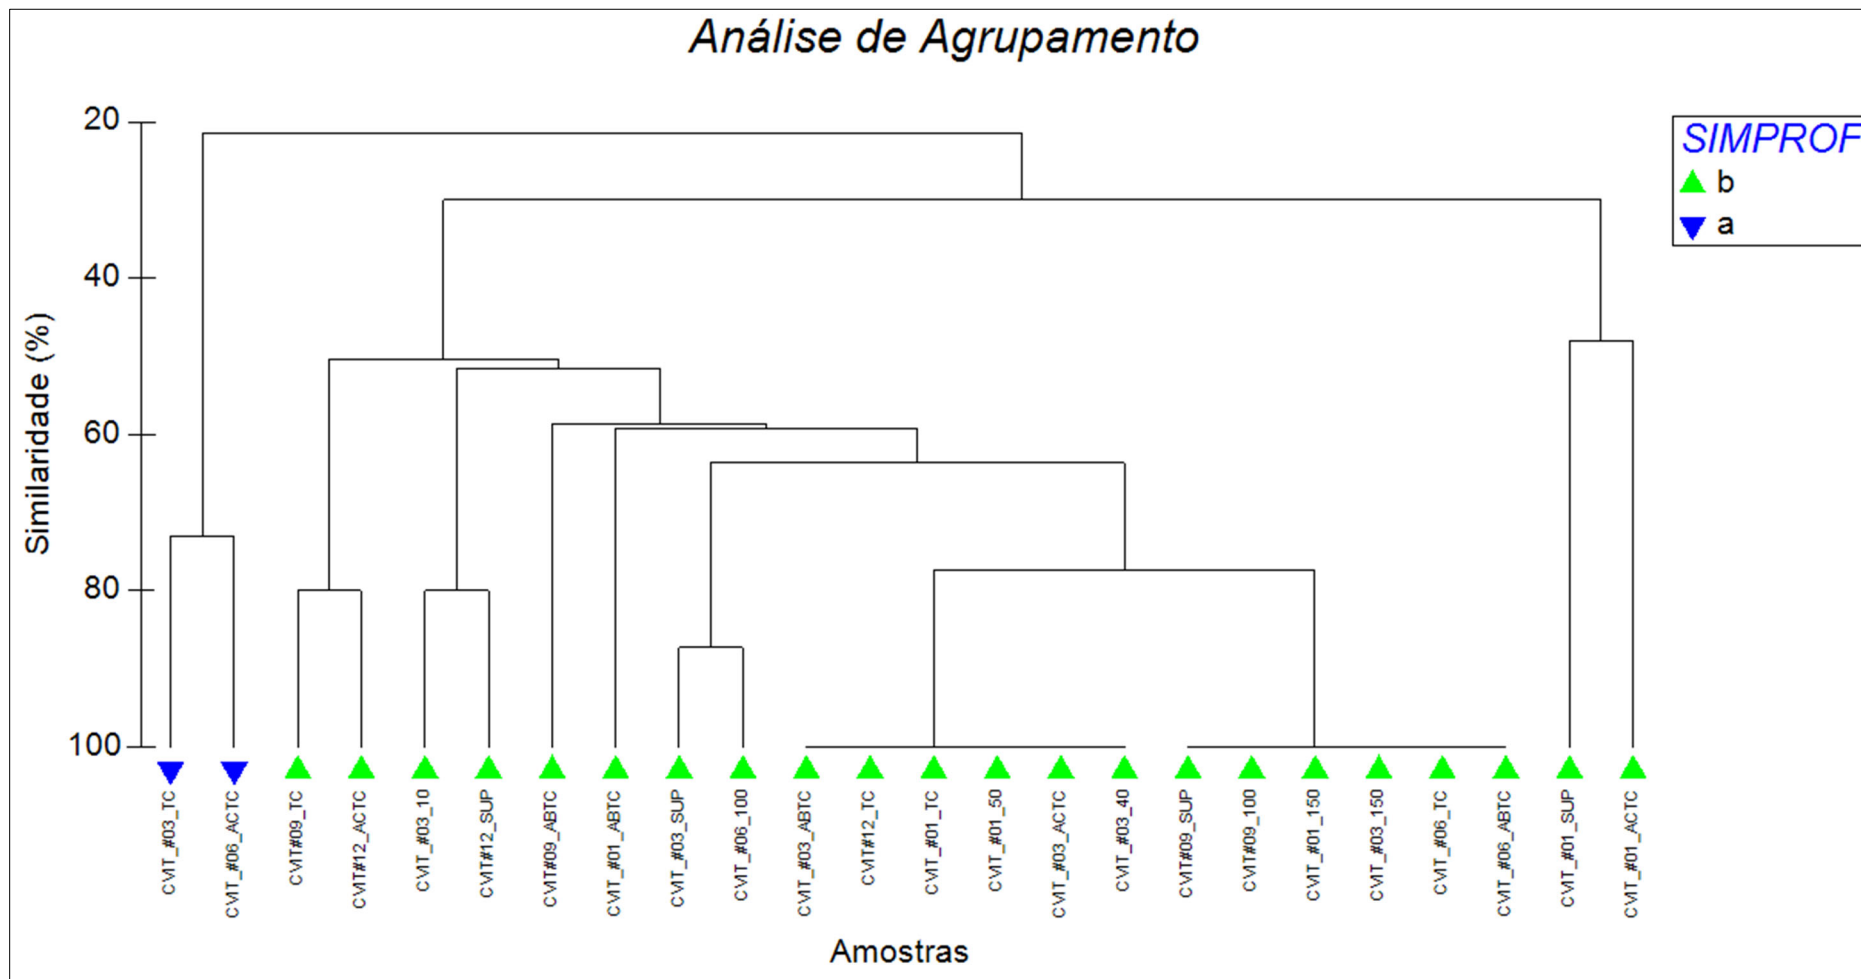 Análise de Agrupamento
SIMPROF
b
a
Similaridade (%)
20
40
60
80
100
CVIT_#03_TC
CVIT_#06_ACTC
CVIT#09_TC
CVIT#12_ACTC
CVIT_#03_10
CVIT#12_SUP
CVIT#09_ABTC
CVIT_#01_ABTC
CVIT_#03_SUP
CVIT_#06_100
CVIT_#03_ABTC
CVIT#12_TC
CVIT_#01_TC
CVIT_#01_50
CVIT_#03_ACTC
CVIT_#03_40
CVIT#09_SUP
CVIT#09_100
CVIT_#01_150
CVIT_#03_150
CVIT_#06_TC
CVIT_#06_ABTC
CVIT_#01_SUP
CVIT_#01_ACTC
Amostras